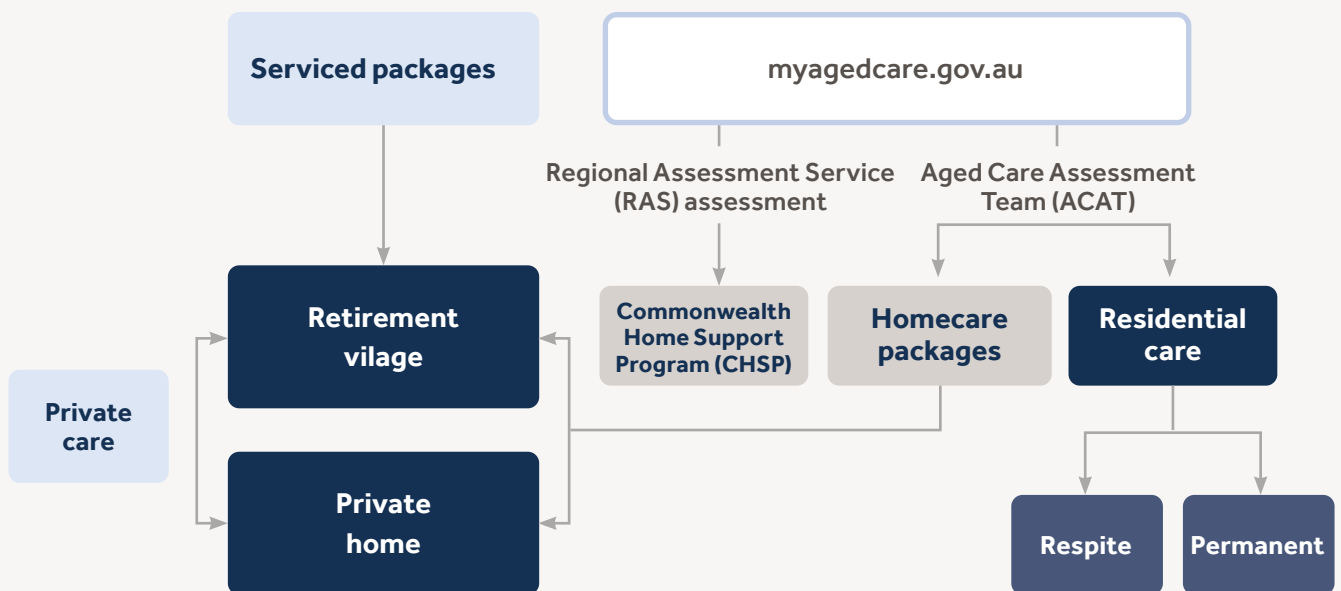 Serviced packages
myagedcare.gov.au
Regional Assessment Service
(RAS) assessment
Aged Care Assessment
Team (ACAT)
Retirement
vilage
Commonwealth
Home Support
Program (CHSP)
Homecare
packages
Residential
care
Private
care
Private
home
Respite
Permanent